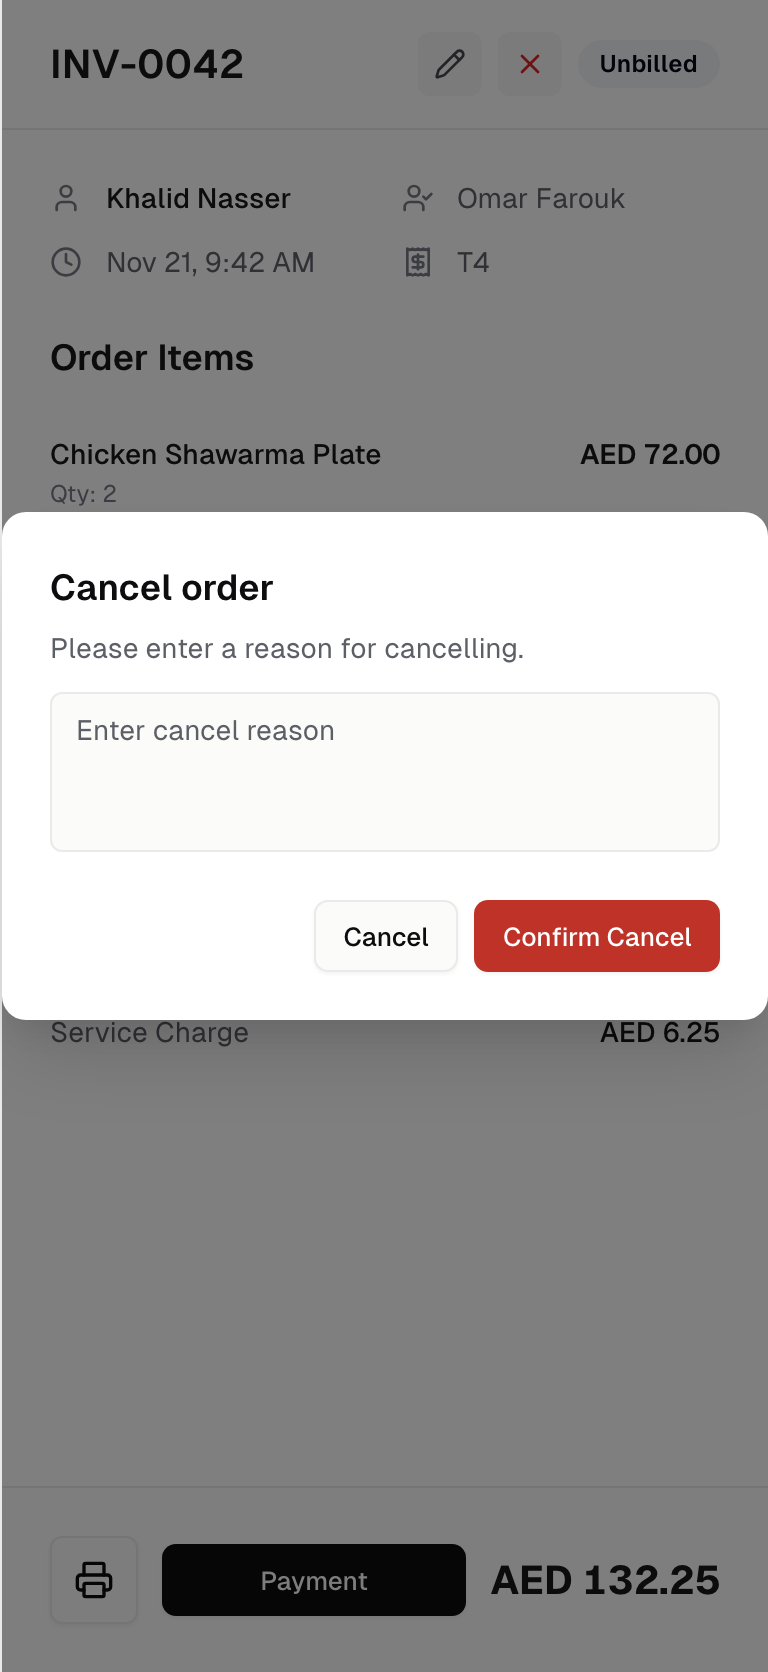 INV-0042
Unbilled
Khalid Nasser
Omar Farouk
Nov 21, 9:42 AM
T4
Order Items
Chicken Shawarma Plate AED 72.00
Qty: 2
Cancel order
Please enter a reason for cancelling.
Enter cancel reason
Cancel
Confirm Cancel
Service Charge AED 6.25
Payment
AED 132.25